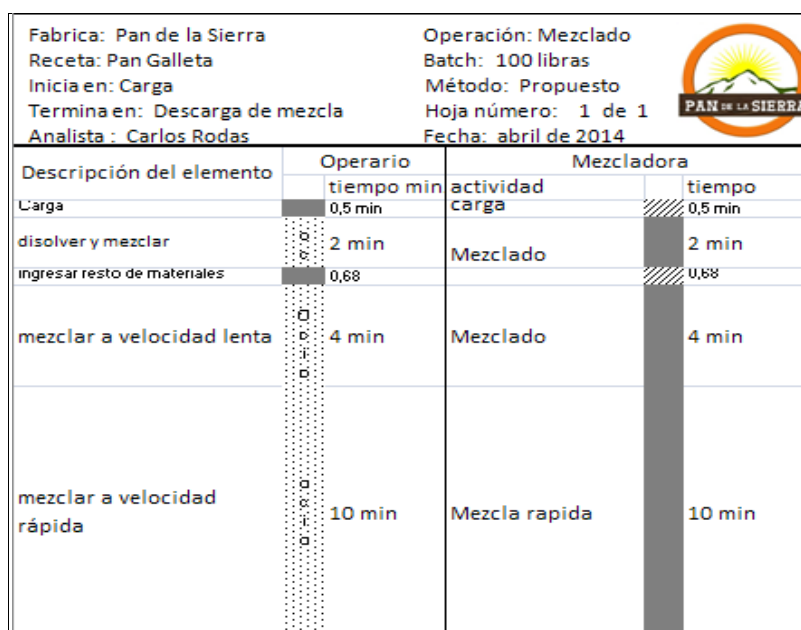 Fabrica: Pan de la Sierra
Operación: Mezclado
Receta: Pan Galleta
Batch: 100 libras
Inicia en: Carga
Método: Propuesto
Termina en: Descarga de mezcla
Hoja número: 1 de 1
Analista : Carlos Rodas
Fecha: abril de 2014
PAN DE LA SIERRA
Descripción del elemento
Operario
Mezcladora
tiempo min
actividad
tiempo
Carga
0,5 min
carga
0,5 min
disolver y mezclar
2 min
Mezclado
2 min
ingresar resto de materiales
0,68
0,68
mezclar a velocidad lenta
Ocio
4 min
Mezclado
4 min
mezclar a velocidad
rápida
ocio
10 min
Mezcla rapida
10 min